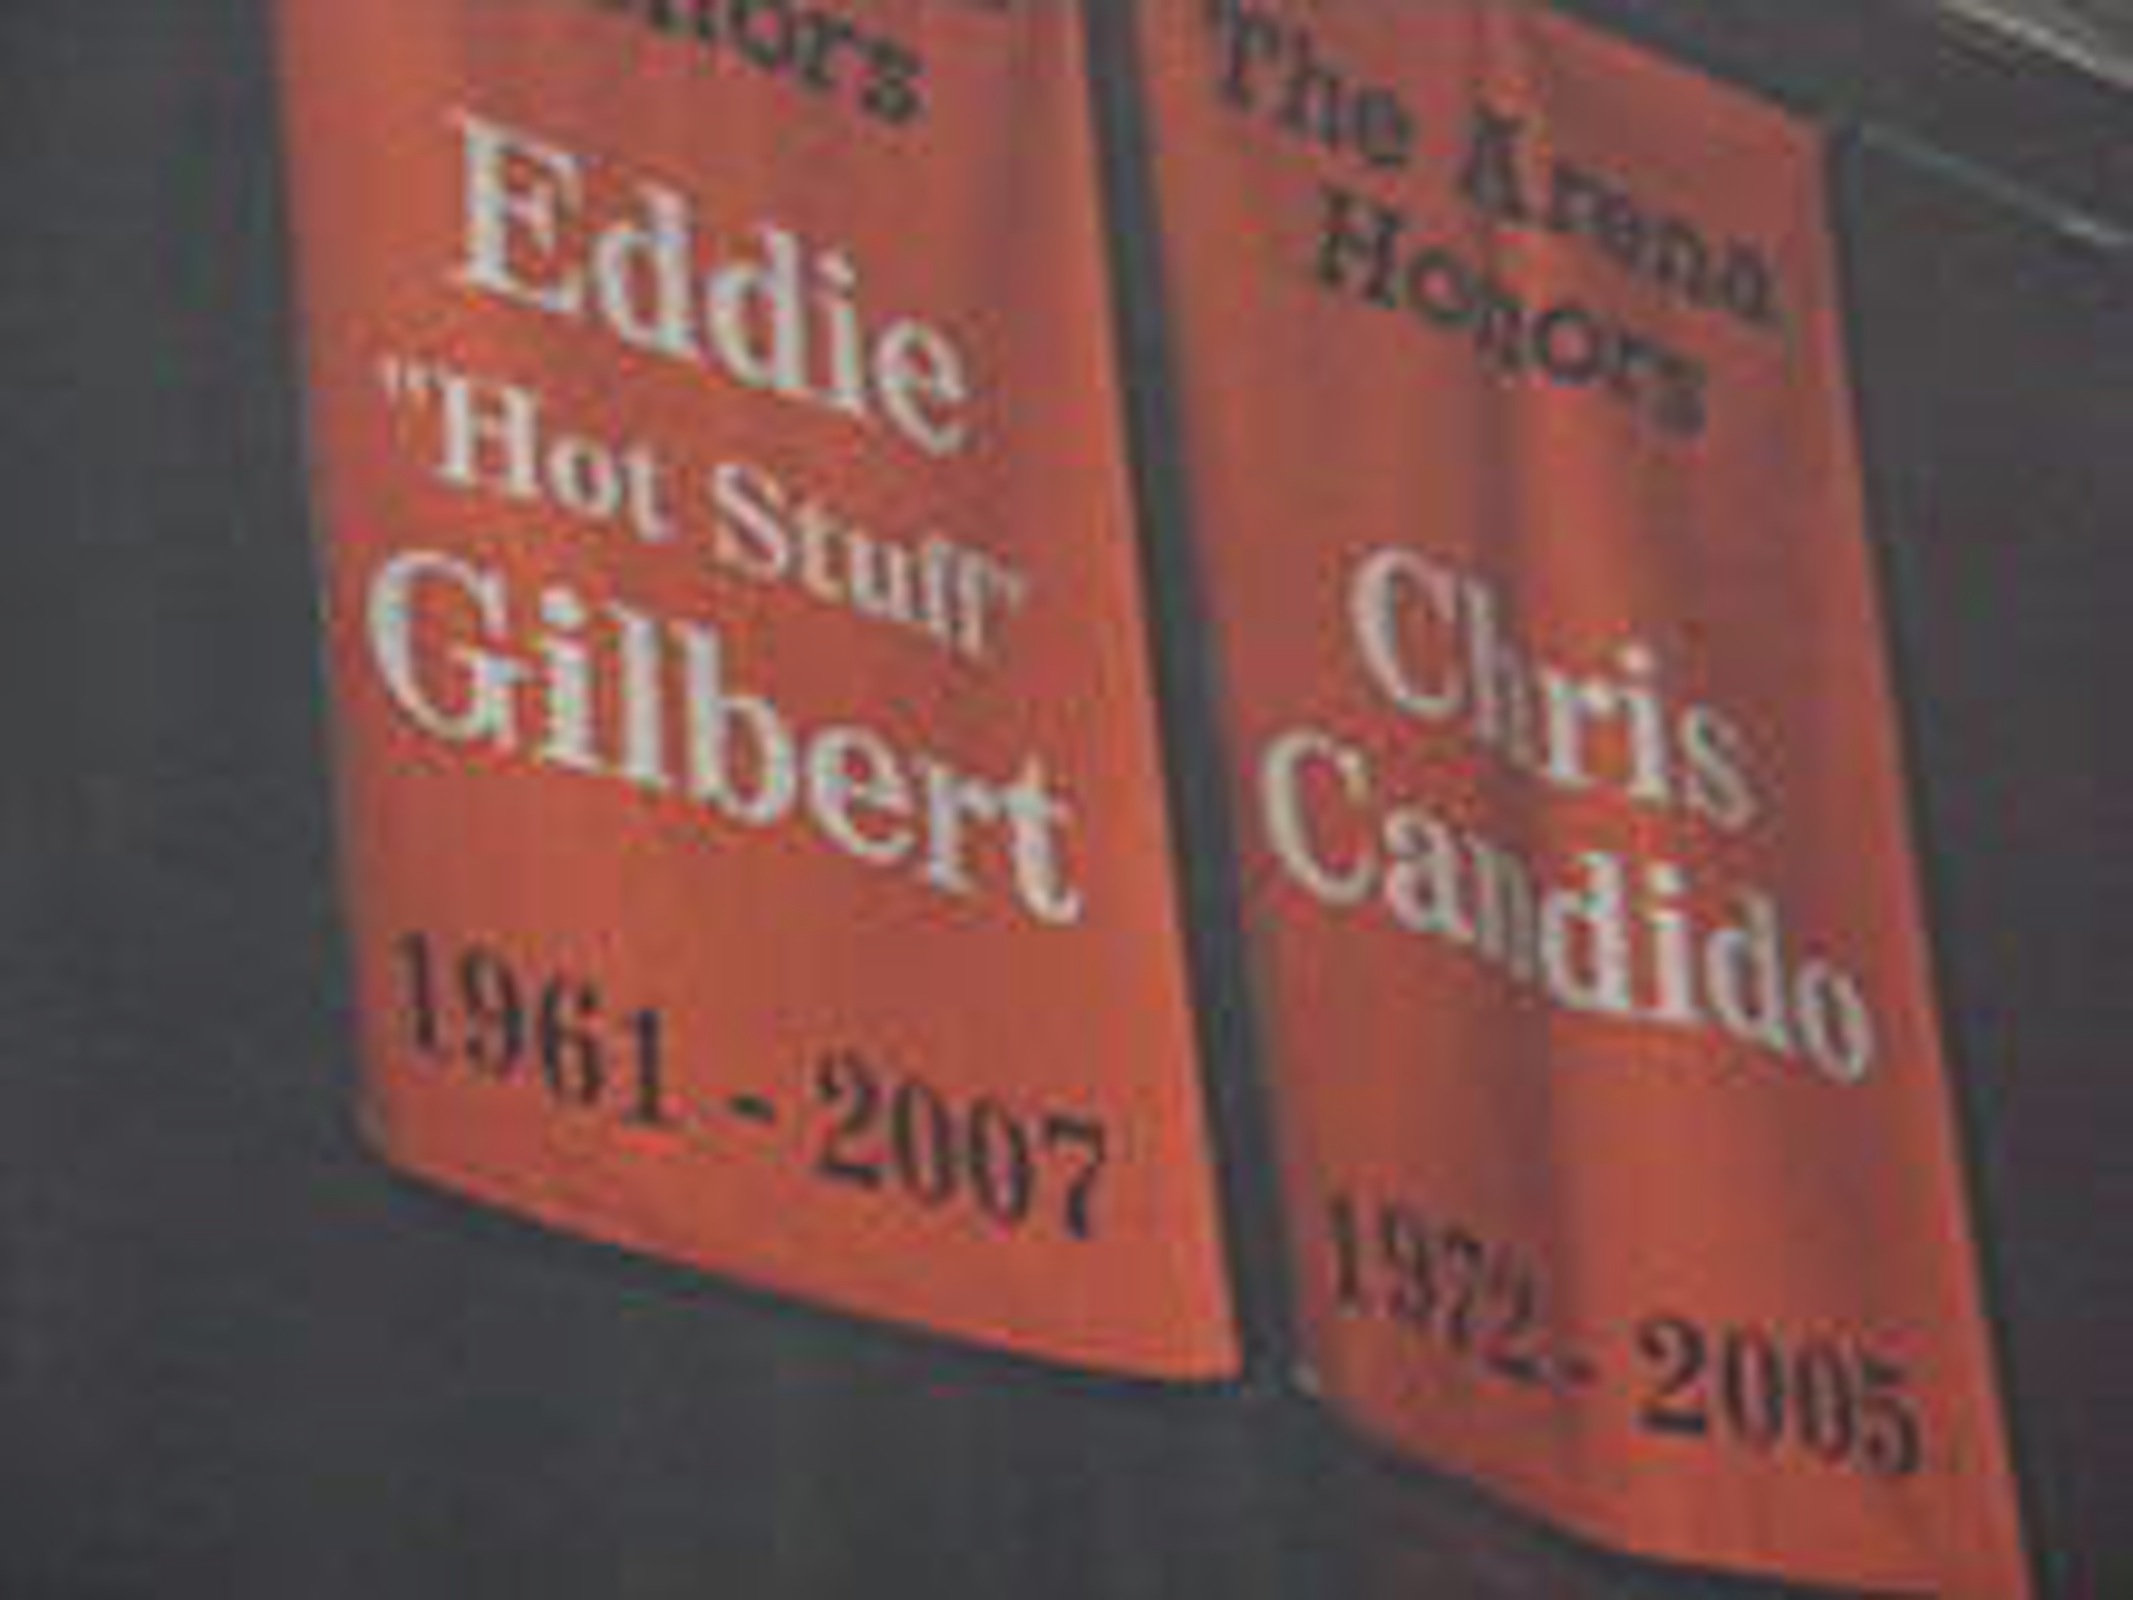 Honors
Eddie
"Hot Stuff"
Gilbert
1961 - 2007
The Arena
Honors
Chris
Candido
1972 - 2005